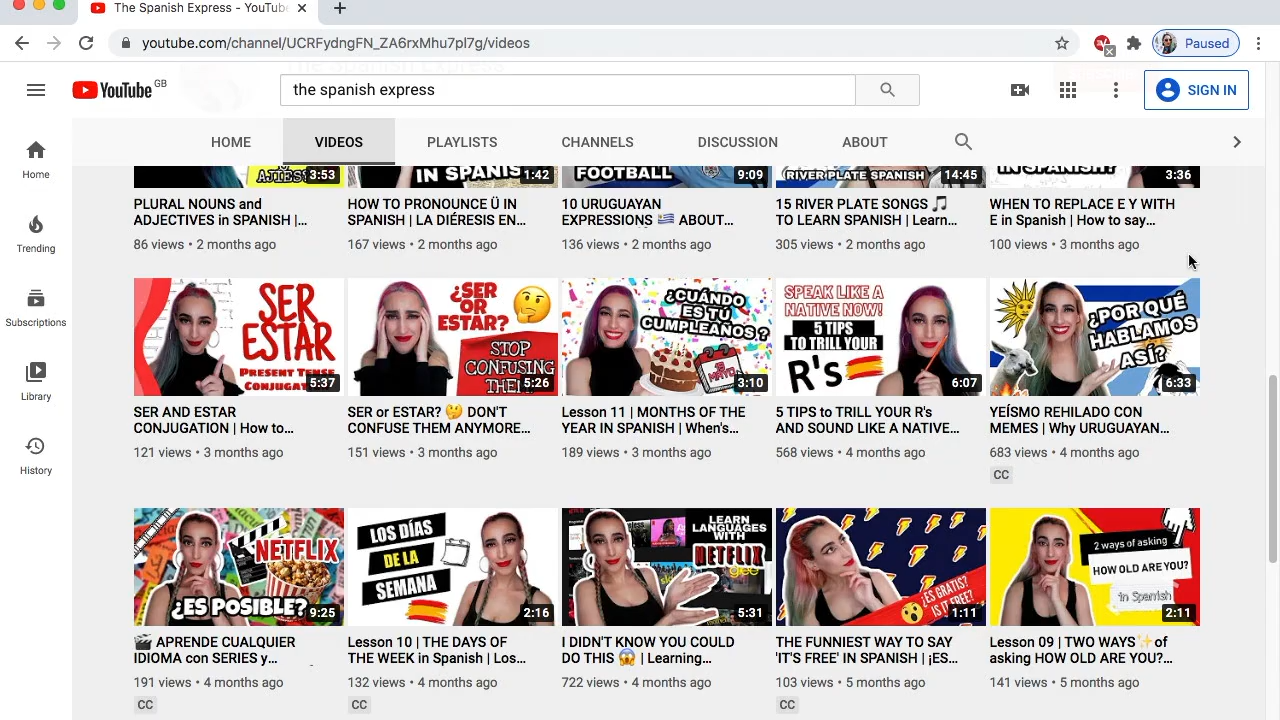 The Spanish Express - YouTube
youtube.com/channel/UCRFydngFN_ZA6rxMhu7pl7g/videos
Paused
YouTube GB
the spanish express
SIGN IN
HOME VIDEOS PLAYLISTS CHANNELS DISCUSSION ABOUT
Home
Trending
Subscriptions
Library
History
3:53 IN SPANISH 1:42 FOOTBALL 9:09 RIVER PLATE SPANISH 14:45 IN SPANISH? 3:36
PLURAL NOUNS and
ADJECTIVES in SPANISH |...
86 views • 2 months ago
HOW TO PRONOUNCE Ü IN
SPANISH | LA DIÉRESIS EN...
167 views • 2 months ago
10 URUGUAYAN
EXPRESSIONS 🇺🇾 ABOUT...
136 views • 2 months ago
15 RIVER PLATE SONGS 🎵
TO LEARN SPANISH | Learn...
305 views • 2 months ago
WHEN TO REPLACE E Y WITH
E in Spanish | How to say...
100 views • 3 months ago
SER
ESTAR
PRESENT TENSE
5:37
SER AND ESTAR
CONJUGATION | How to...
121 views • 3 months ago
¿SER
OR
ESTAR?
STOP
CONFUSING
5:26
SER or ESTAR? 🤔 DON'T
CONFUSE THEM ANYMORE...
151 views • 3 months ago
¿CUÁNDO
ES TÚ
CUMPLEAÑOS?
3:10
Lesson 11 | MONTHS OF THE
YEAR IN SPANISH | When's...
189 views • 3 months ago
SPEAK LIKE A
NATIVE NOW!
5 TIPS
TO TRILL YOUR
R's
6:07
5 TIPS to TRILL YOUR R's
AND SOUND LIKE A NATIVE...
568 views • 4 months ago
¿POR QUÉ
HABLAMOS
ASÍ?
6:33
YEÍSMO REHILADO CON
MEMES | Why URUGUAYAN...
683 views • 4 months ago
CC
NETFLIX
¿ES POSIBLE?
9:25
🎬 APRENDE CUALQUIER
IDIOMA con SERIES y...
191 views • 4 months ago
CC
LOS DÍAS
DE LA
SEMANA
2:16
Lesson 10 | THE DAYS OF
THE WEEK in Spanish | Los...
132 views • 4 months ago
CC
LEARN
LANGUAGES
WITH
NETFLIX
glee
5:31
I DIDN'T KNOW YOU COULD
DO THIS 😱 | Learning...
722 views • 4 months ago
¿ES GRATIS?
IS IT FREE?
1:11
THE FUNNIEST WAY TO SAY
'IT'S FREE' IN SPANISH | ¡ES...
103 views • 5 months ago
CC
2 ways of asking
HOW OLD ARE YOU?
in Spanish
2:11
Lesson 09 | TWO WAYS✨of
asking HOW OLD ARE YOU?...
141 views • 5 months ago